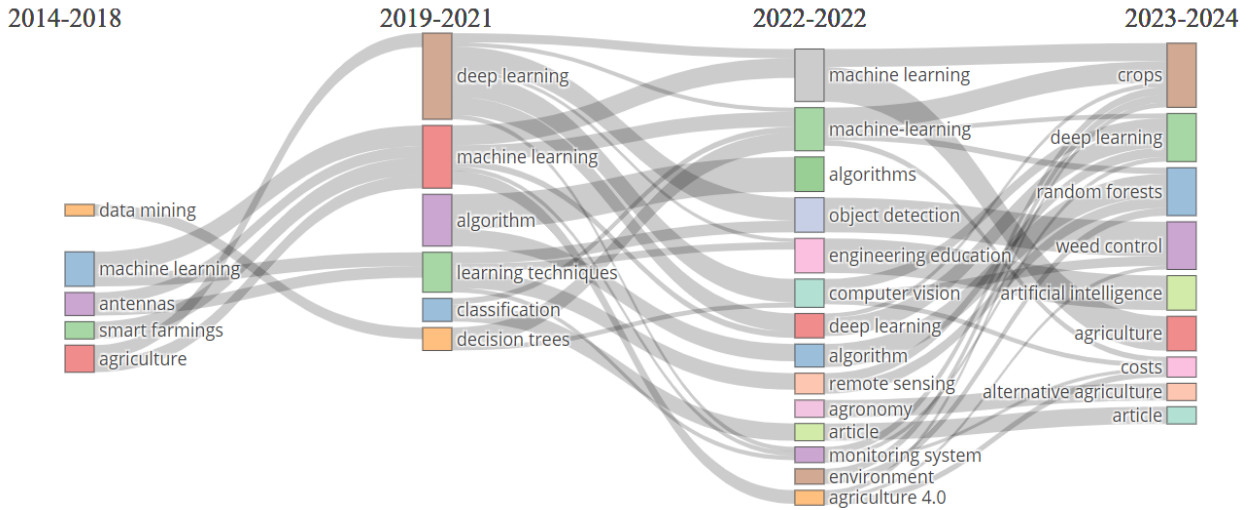 2014-2018
2019-2021
2022-2022
2023-2024
data mining
machine learning
antennas
smart farmings
agriculture
deep learning
machine learning
algorithm
learning techniques
classification
decision trees
machine learning
machine-learning
algorithms
object detection
engineering education
computer vision
deep learning
algorithm
remote sensing
agronomy
article
monitoring system
environment
agriculture 4.0
crops
deep learning
random forests
weed control
artificial intelligence
agriculture
costs
alternative agriculture
article